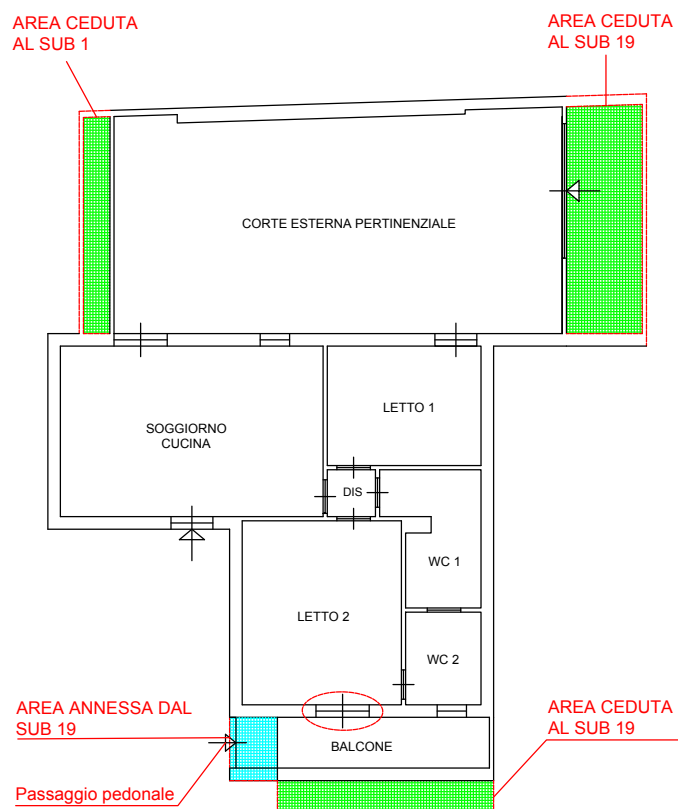 AREA CEDUTA
AL SUB 1
AREA CEDUTA
AL SUB 19
CORTE ESTERNA PERTINENZIALE
LETTO 1
SOGGIORNO
CUCINA
DIS
WC 1
LETTO 2
WC 2
AREA ANNESSA DAL
SUB 19
AREA CEDUTA
AL SUB 19
BALCONE
Passaggio pedonale